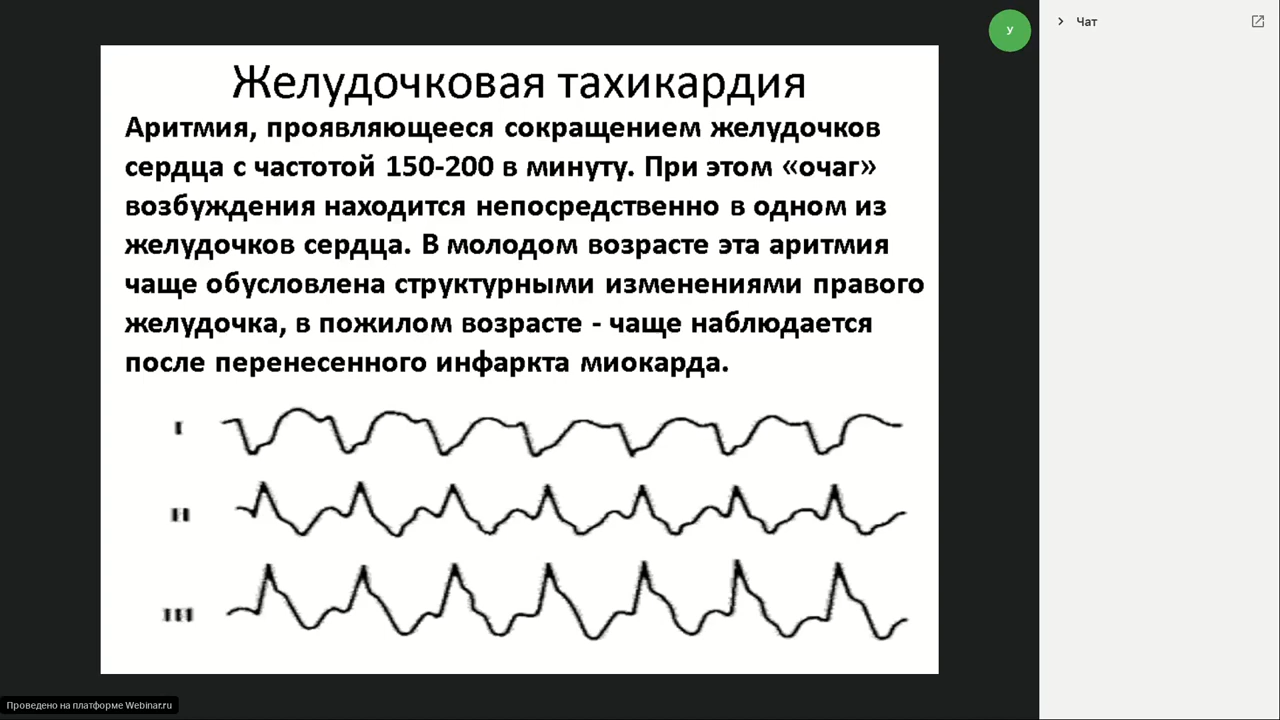 Желудочковая тахикардия
Аритмия, проявляющееся сокращением желудочков
сердца с частотой 150-200 в минуту. При этом «очаг»
возбуждения находится непосредственно в одном из
желудочков сердца. В молодом возрасте эта аритмия
чаще обусловлена структурными изменениями правого
желудочка, в пожилом возрасте - чаще наблюдается
после перенесенного инфаркта миокарда.
I
II
III
У
Чат
Проведено на платформе Webinar.ru